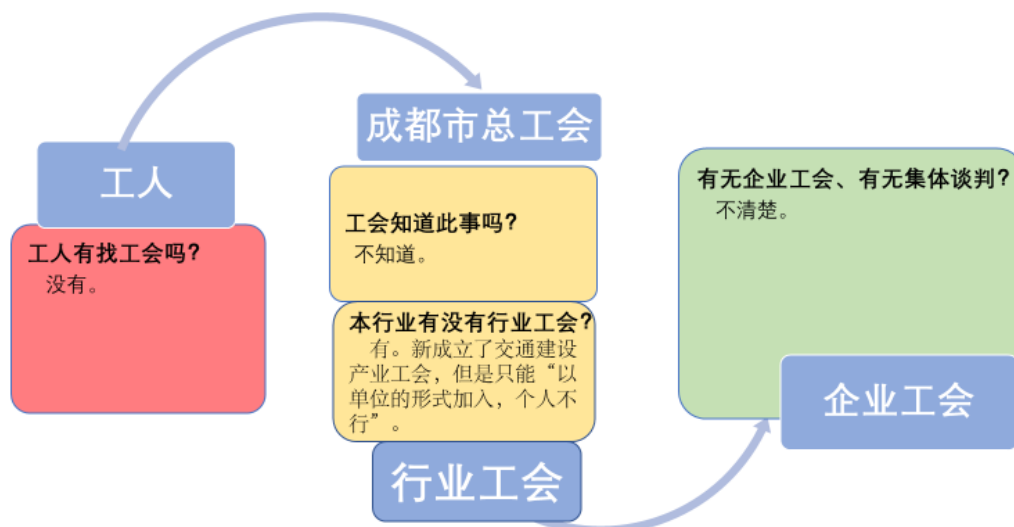 工人
工人有找工会吗？
没有。
成都市总工会
工会知道此事吗？
不知道。
本行业有没有行业工会？
有。新成立了交通建设
产业工会，但是只能“以
单位的形式加入，个人不
行”。
行业工会
有无企业工会、有无集体谈判？
不清楚。
企业工会